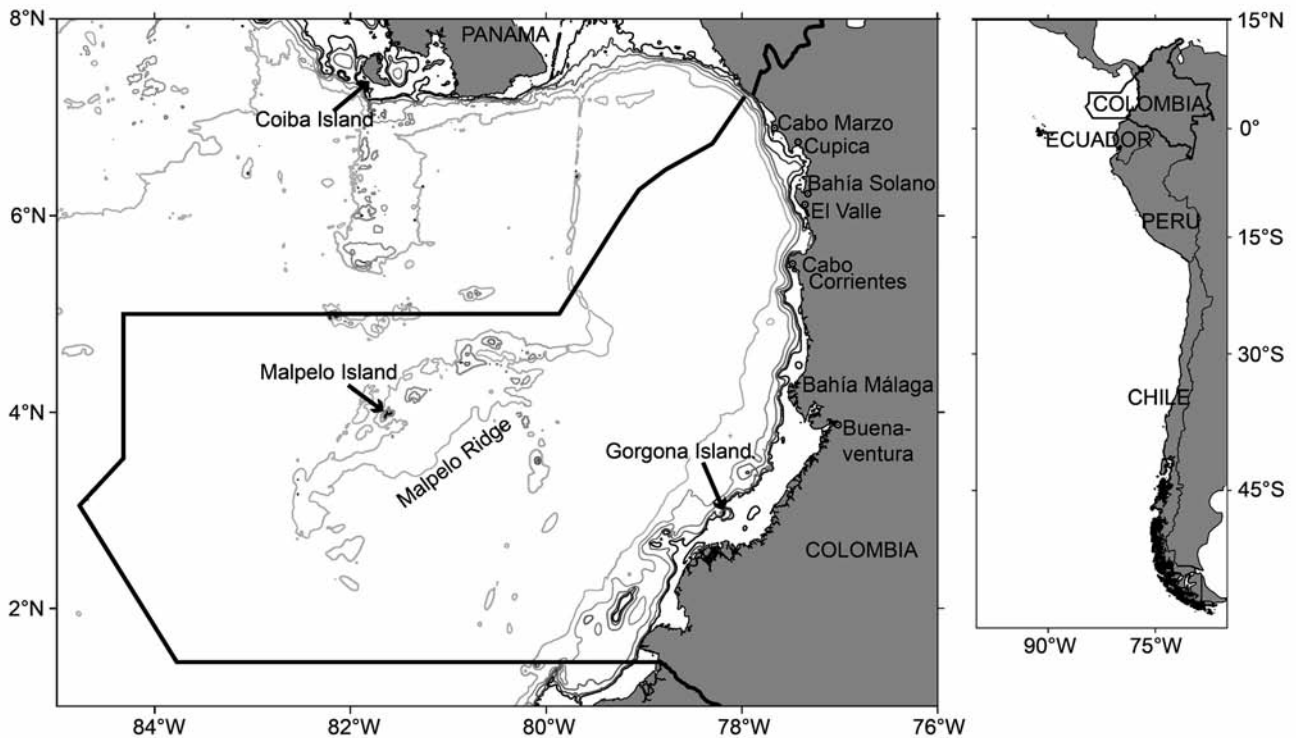 8°N
6°N
4°N
2°N
84°W
82°W
80°W
78°W
76°W
PANAMA
Coiba Island
Cabo Marzo
Cupica
Bahía Solano
El Valle
Cabo
Corrientes
Malpelo Island
Bahía Málaga
Malpelo Ridge
Gorgona Island
Buena-
ventura
COLOMBIA
15°N
0°
15°S
30°S
45°S
90°W
75°W
COLOMBIA
ECUADOR
PERU
CHILE